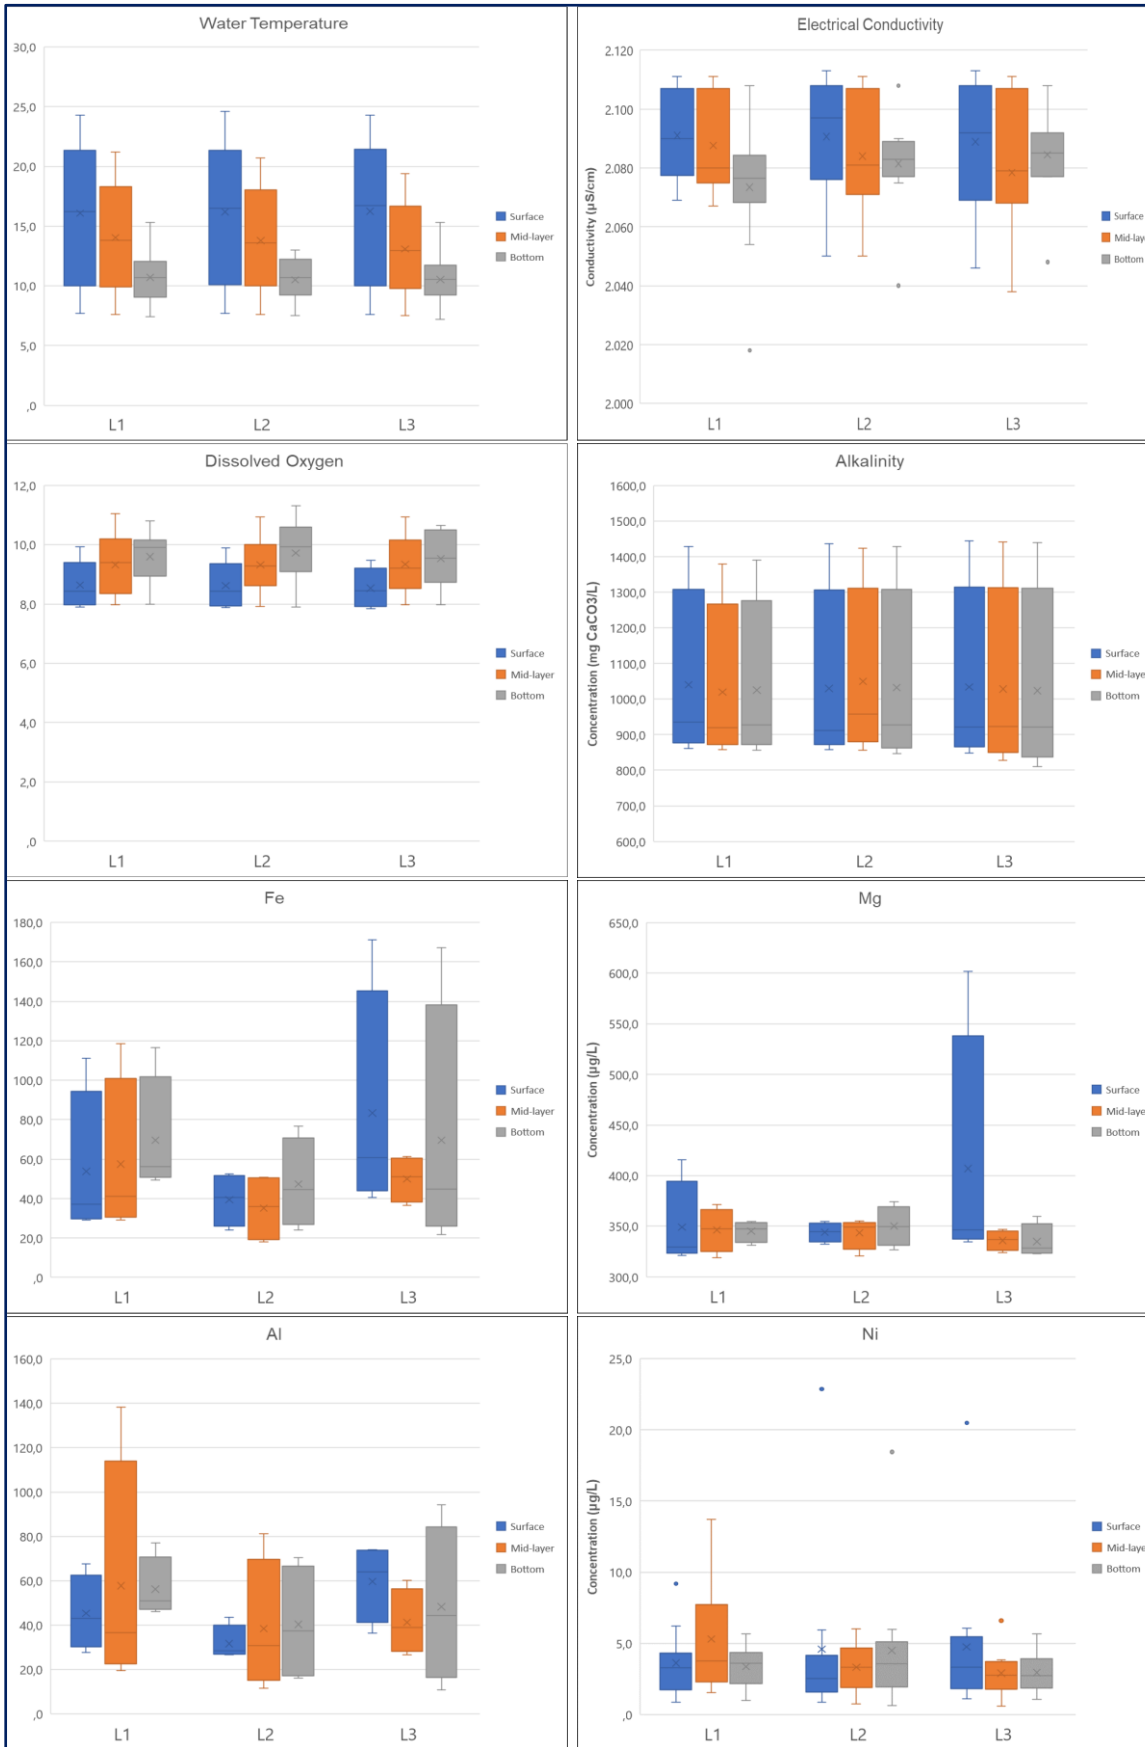 Water Temperature
30,0
25,0
20,0
15,0
10,0
5,0
,0
L1 L2 L3
Surface
Mid-layer
Bottom
Electrical Conductivity
Conductivity (µS/cm)
2.120
2.100
2.080
2.060
2.040
2.020
2.000
L1 L2 L3
Surface
Mid-laye
Bottom
Dissolved Oxygen
12,0
10,0
8,0
6,0
4,0
2,0
,0
L1 L2 L3
Surface
Mid-layer
Bottom
Alkalinity
Concentration (mg CaCO3/L)
1600,0
1500,0
1400,0
1300,0
1200,0
1100,0
1000,0
900,0
800,0
700,0
600,0
L1 L2 L3
Surface
Mid-layer
Bottom
Fe
180,0
160,0
140,0
120,0
100,0
80,0
60,0
40,0
20,0
,0
L1 L2 L3
Surface
Mid-layer
Bottom
Mg
Concentration (µg/L)
650,0
600,0
550,0
500,0
450,0
400,0
350,0
300,0
L1 L2 L3
Surface
Mid-layer
Bottom
Al
160,0
140,0
120,0
100,0
80,0
60,0
40,0
20,0
,0
L1 L2 L3
Surface
Mid-layer
Bottom
Ni
Concentration (µg/L)
25,0
20,0
15,0
10,0
5,0
,0
L1 L2 L3
Surface
Mid-laye
Bottom